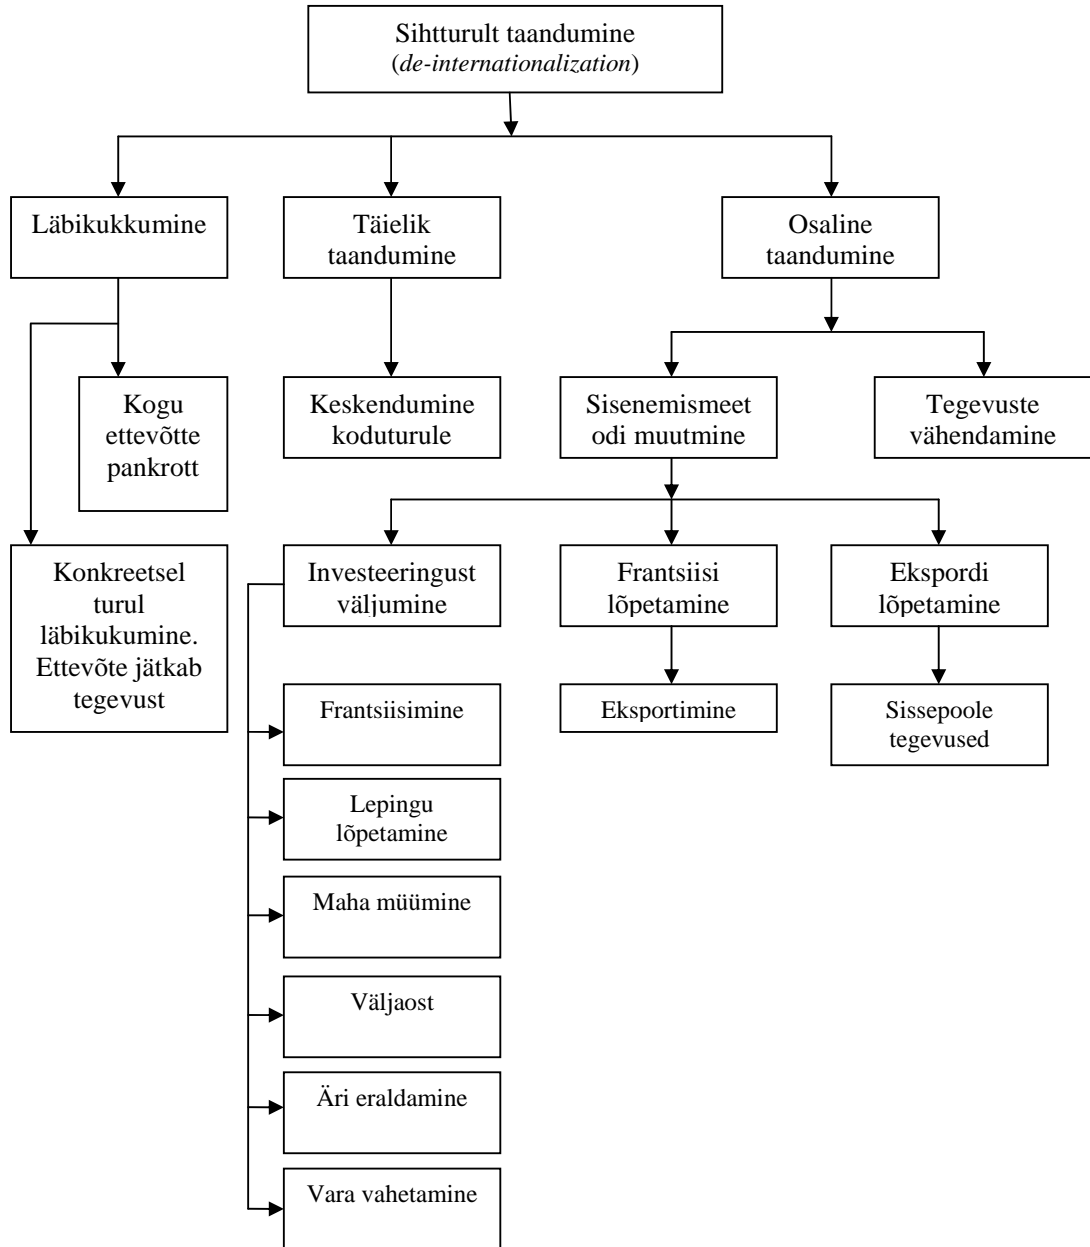 Sihtturult taandumine
(de-internationalization)
Läbikukkumine
Täielik
taandumine
Osaline
taandumine
Kogu
ettevõtte
pankrott
Keskendumine
koduturule
Sisenemismeet
odi muutmine
Tegevuste
vähendamine
Konkreetsel
turul
läbikukumine.
Ettevõte jätkab
tegevust
Investeeringust
väljumine
Frantsiisi
lõpetamine
Ekspordi
lõpetamine
Frantsiisimine
Eksportimine
Sissepoole
tegevused
Lepingu
lõpetamine
Maha müümine
Väljaost
Äri eraldamine
Vara vahetamine